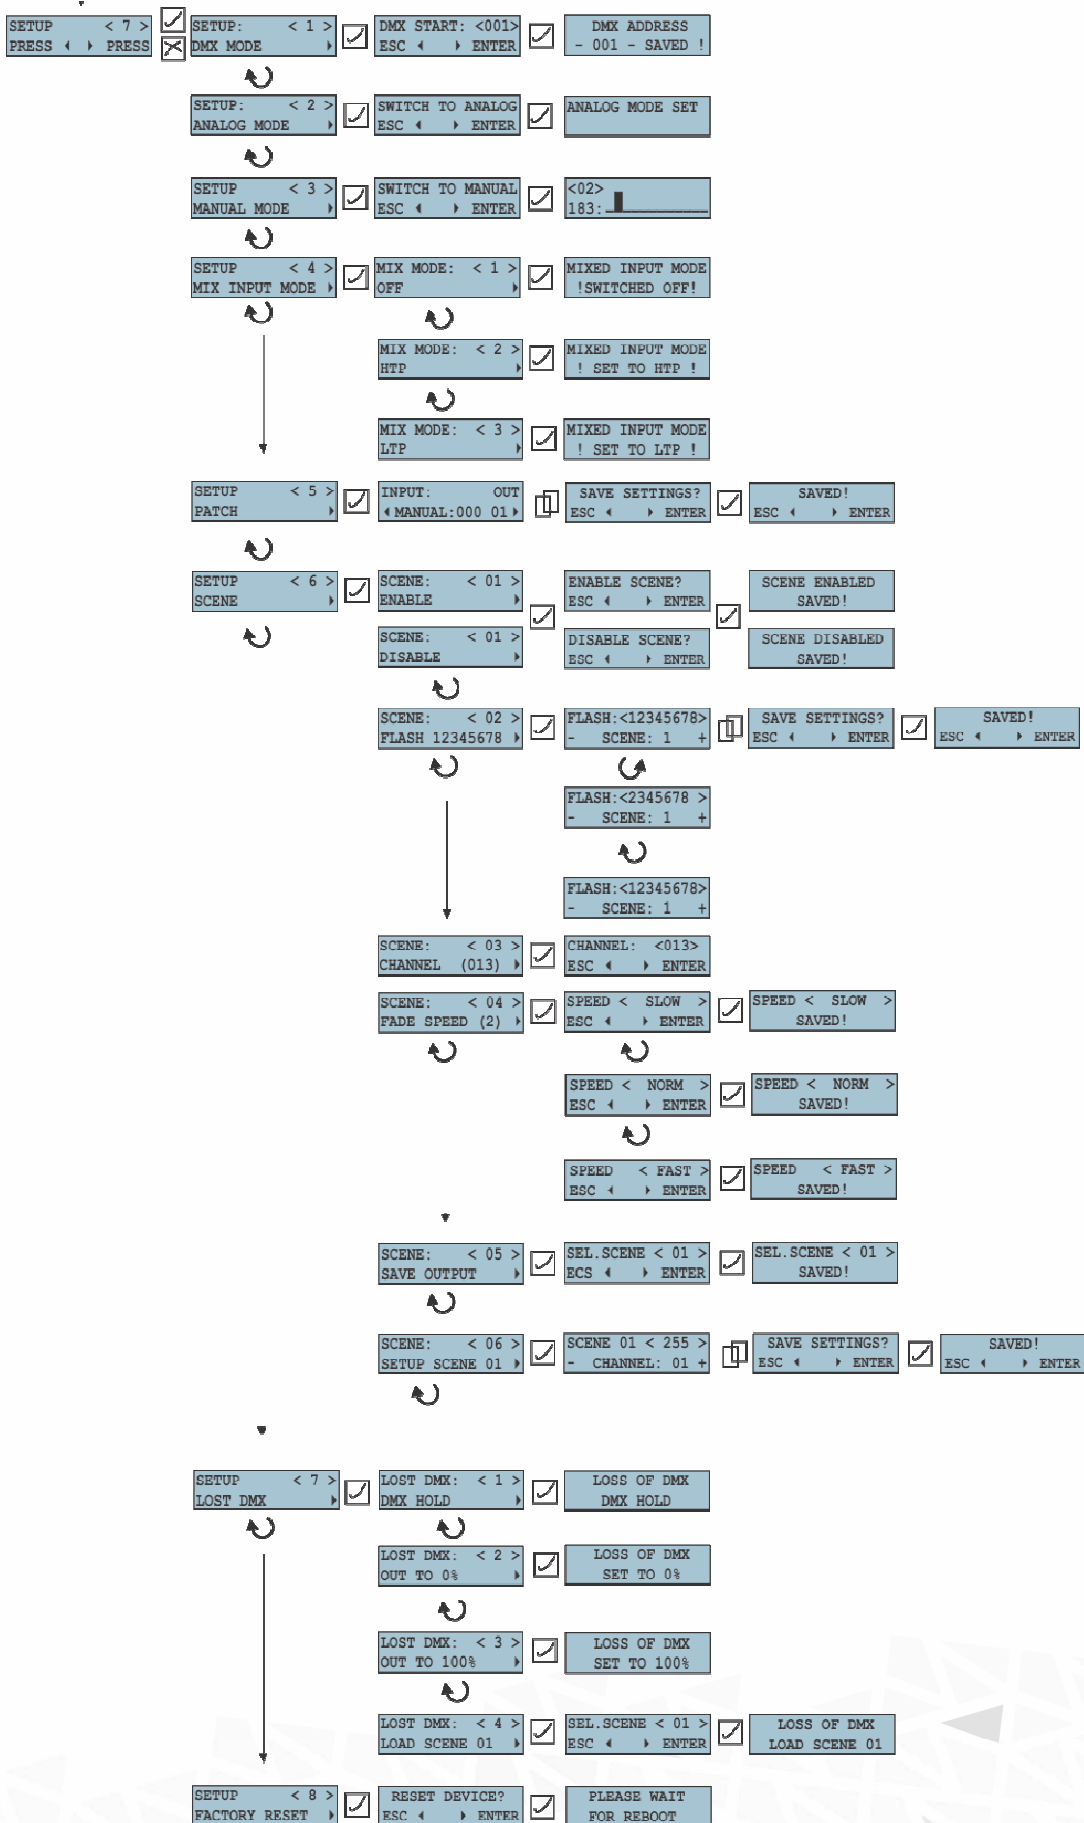 SETUP < 7 >
PRESS ◂ ▸ PRESS
SETUP: < 1 >
DMX MODE ▸
DMX START: <001>
ESC ◂ ▸ ENTER
DMX ADDRESS
- 001 - SAVED !
SETUP: < 2 >
ANALOG MODE ▸
SWITCH TO ANALOG
ESC ◂ ▸ ENTER
ANALOG MODE SET
SETUP < 3 >
MANUAL MODE ▸
SWITCH TO MANUAL
ESC ◂ ▸ ENTER
<02>
183:
SETUP < 4 >
MIX INPUT MODE ▸
MIX MODE: < 1 >
OFF ▸
MIXED INPUT MODE
!SWITCHED OFF!
MIX MODE: < 2 >
HTP ▸
MIXED INPUT MODE
! SET TO HTP !
MIX MODE: < 3 >
LTP ▸
MIXED INPUT MODE
! SET TO LTP !
SETUP < 5 >
PATCH ▸
INPUT: OUT
◂MANUAL:000 01▸
SAVE SETTINGS?
ESC ◂ ▸ ENTER
SAVED!
ESC ◂ ▸ ENTER
SETUP < 6 >
SCENE ▸
SCENE: < 01 >
ENABLE ▸
ENABLE SCENE?
ESC ◂ ▸ ENTER
SCENE ENABLED
SAVED!
SCENE: < 01 >
DISABLE ▸
DISABLE SCENE?
ESC ◂ ▸ ENTER
SCENE DISABLED
SAVED!
SCENE: < 02 >
FLASH 12345678 ▸
FLASH:<12345678>
- SCENE: 1 +
SAVE SETTINGS?
ESC ◂ ▸ ENTER
SAVED!
ESC ◂ ▸ ENTER
FLASH:<2345678 >
- SCENE: 1 +
FLASH:<12345678>
- SCENE: 1 +
SCENE: < 03 >
CHANNEL (013) ▸
CHANNEL: <013>
ESC ◂ ▸ ENTER
SCENE: < 04 >
FADE SPEED (2) ▸
SPEED < SLOW >
ESC ◂ ▸ ENTER
SPEED < SLOW >
SAVED!
SPEED < NORM >
ESC ◂ ▸ ENTER
SPEED < NORM >
SAVED!
SPEED < FAST >
ESC ◂ ▸ ENTER
SPEED < FAST >
SAVED!
SCENE: < 05 >
SAVE OUTPUT ▸
SEL.SCENE < 01 >
ECS ◂ ▸ ENTER
SEL.SCENE < 01 >
SAVED!
SCENE: < 06 >
SETUP SCENE 01 ▸
SCENE 01 < 255 >
- CHANNEL: 01 +
SAVE SETTINGS?
ESC ◂ ▸ ENTER
SAVED!
ESC ◂ ▸ ENTER
SETUP < 7 >
LOST DMX ▸
LOST DMX: < 1 >
DMX HOLD ▸
LOSS OF DMX
DMX HOLD
LOST DMX: < 2 >
OUT TO 0% ▸
LOSS OF DMX
SET TO 0%
LOST DMX: < 3 >
OUT TO 100% ▸
LOSS OF DMX
SET TO 100%
LOST DMX: < 4 >
LOAD SCENE 01 ▸
SEL.SCENE < 01 >
ESC ◂ ▸ ENTER
LOSS OF DMX
LOAD SCENE 01
SETUP < 8 >
FACTORY RESET ▸
RESET DEVICE?
ESC ◂ ▸ ENTER
PLEASE WAIT
FOR REBOOT